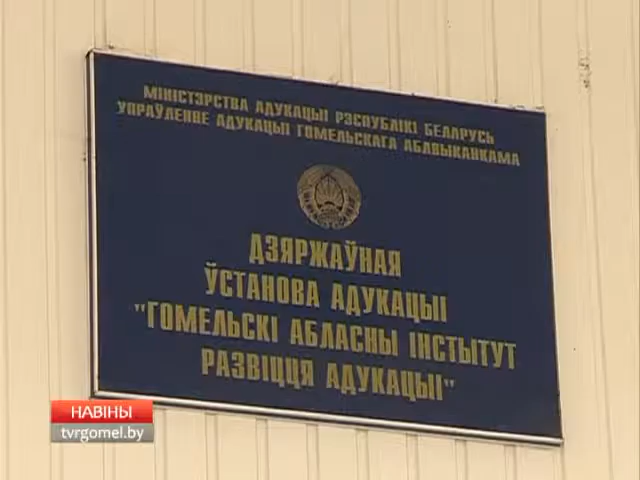 МІНІСТЭРСТВА АДУКАЦЫІ РЭСПУБЛІКІ БЕЛАРУСЬ
УПРАЎЛЕННЕ АДУКАЦЫІ ГОМЕЛЬСКАГА АБЛВЫКАНКАМА
ДЗЯРЖАЎНАЯ
ЎСТАНОВА АДУКАЦЫІ
"ГОМЕЛЬСКІ АБЛАСНЫ ІНСТЫТУТ
РАЗВІЦЦЯ АДУКАЦЫІ"
НАВІНЫ
tvrgomel.by